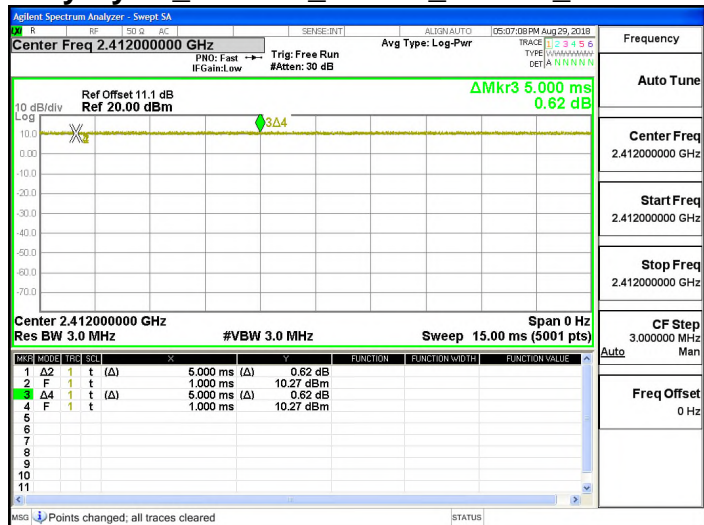 Agilent Spectrum Analyzer - Swept SA
LXI R RF 50 Ω AC SENSE:INT ALIGNAUTO 05:07:08 PM Aug 29, 2018
Center Freq 2.412000000 GHz Avg Type: Log-Pwr TRACE 1 2 3 4 5 6
PNO: Fast Trig: Free Run TYPE WWWWWW
IFGain:Low #Atten: 30 dB DET A N N N N N
ΔMkr3 5.000 ms
0.62 dB
Ref Offset 11.1 dB
10 dB/div Ref 20.00 dBm
Log
10.0
0.00
-10.0
-20.0
-30.0
-40.0
-50.0
-60.0
-70.0
2
3Δ4
Center 2.412000000 GHz Span 0 Hz
Res BW 3.0 MHz #VBW 3.0 MHz Sweep 15.00 ms (5001 pts)
MKR MODE TRC SCL X Y FUNCTION FUNCTION WIDTH FUNCTION VALUE
1 Δ2 1 t (Δ) 5.000 ms (Δ) 0.62 dB
2 F 1 t 1.000 ms 10.27 dBm
3 Δ4 1 t (Δ) 5.000 ms (Δ) 0.62 dB
4 F 1 t 1.000 ms 10.27 dBm
5
6
7
8
9
10
11
MSG Points changed; all traces cleared STATUS
Frequency
Auto Tune
Center Freq
2.412000000 GHz
Start Freq
2.412000000 GHz
Stop Freq
2.412000000 GHz
CF Step
3.000000 MHz
Auto Man
Freq Offset
0 Hz